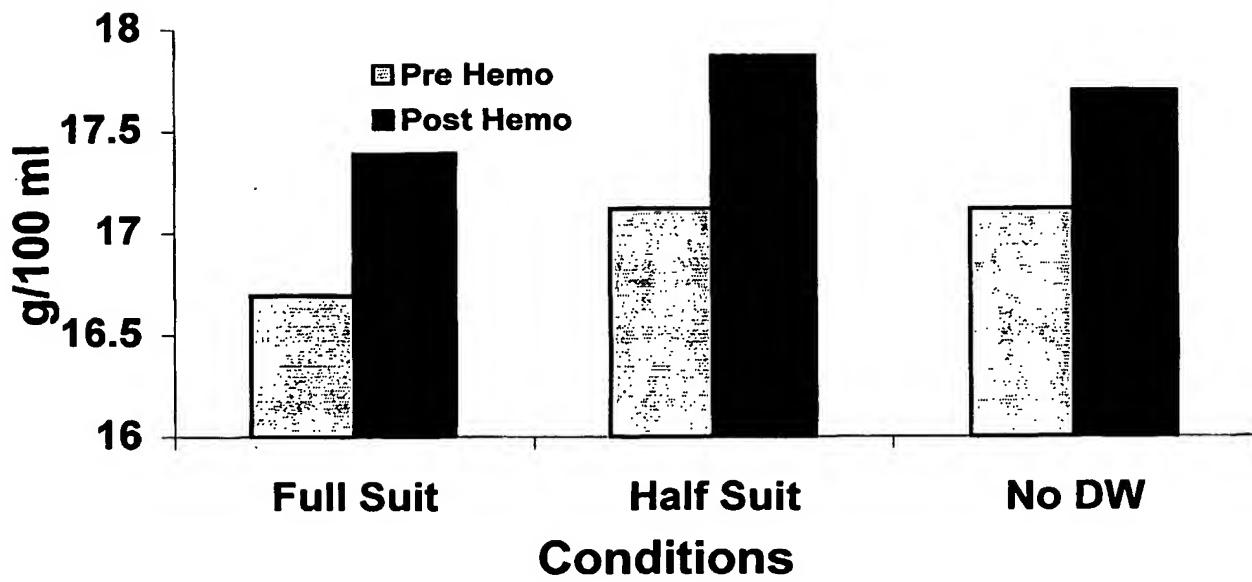 18
17.5
17
16.5
16
g/100 ml
Pre Hemo
Post Hemo
Full Suit
Half Suit
No DW
Conditions